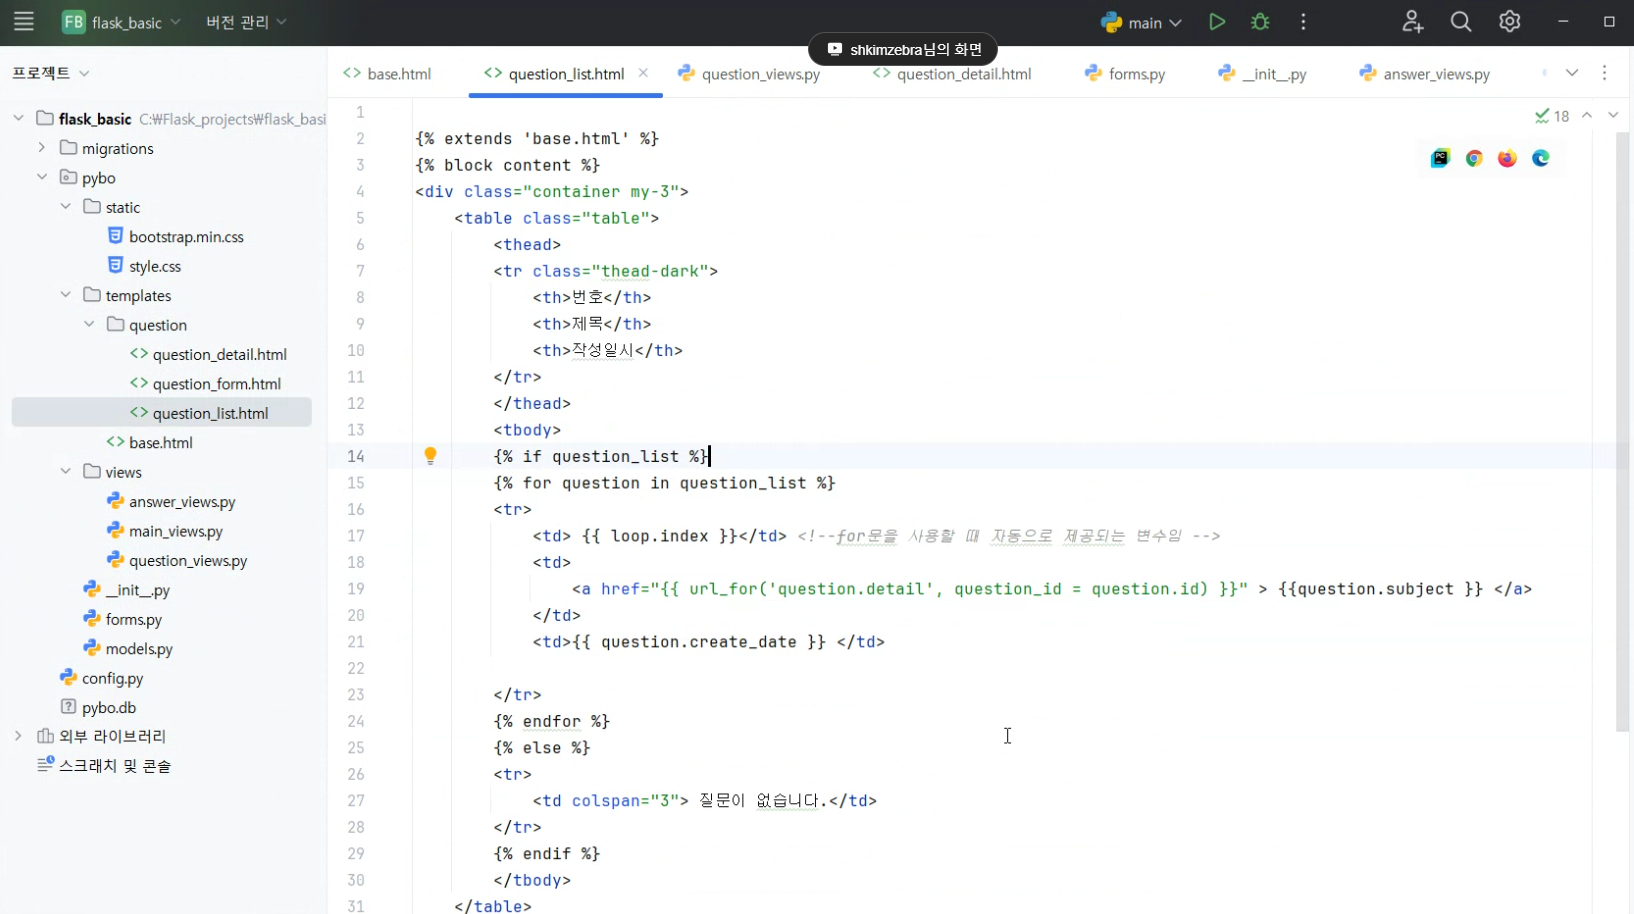 FB flask_basic 버전 관리 main
shkimzebra님의 화면
프로젝트
base.html question_list.html question_views.py question_detail.html forms.py __init__.py answer_views.py
flask_basic C:₩Flask_projects₩flask_basi
migrations
pybo
static
bootstrap.min.css
style.css
templates
question
question_detail.html
question_form.html
question_list.html
base.html
views
answer_views.py
main_views.py
question_views.py
__init__.py
forms.py
models.py
config.py
pybo.db
외부 라이브러리
스크래치 및 콘솔
18
PC
1
2 {% extends 'base.html' %}
3 {% block content %}
4 <div class="container my-3">
5 <table class="table">
6 <thead>
7 <tr class="thead-dark">
8 <th>번호</th>
9 <th>제목</th>
10 <th>작성일시</th>
11 </tr>
12 </thead>
13 <tbody>
14 {% if question_list %}
15 {% for question in question_list %}
16 <tr>
17 <td> {{ loop.index }}</td> <!--for문을 사용할 때 자동으로 제공되는 변수임 -->
18 <td>
19 <a href="{{ url_for('question.detail', question_id = question.id) }}" > {{question.subject }} </a>
20 </td>
21 <td>{{ question.create_date }} </td>
22
23 </tr>
24 {% endfor %}
25 {% else %}
26 <tr>
27 <td colspan="3"> 질문이 없습니다.</td>
28 </tr>
29 {% endif %}
30 </tbody>
31 </table>